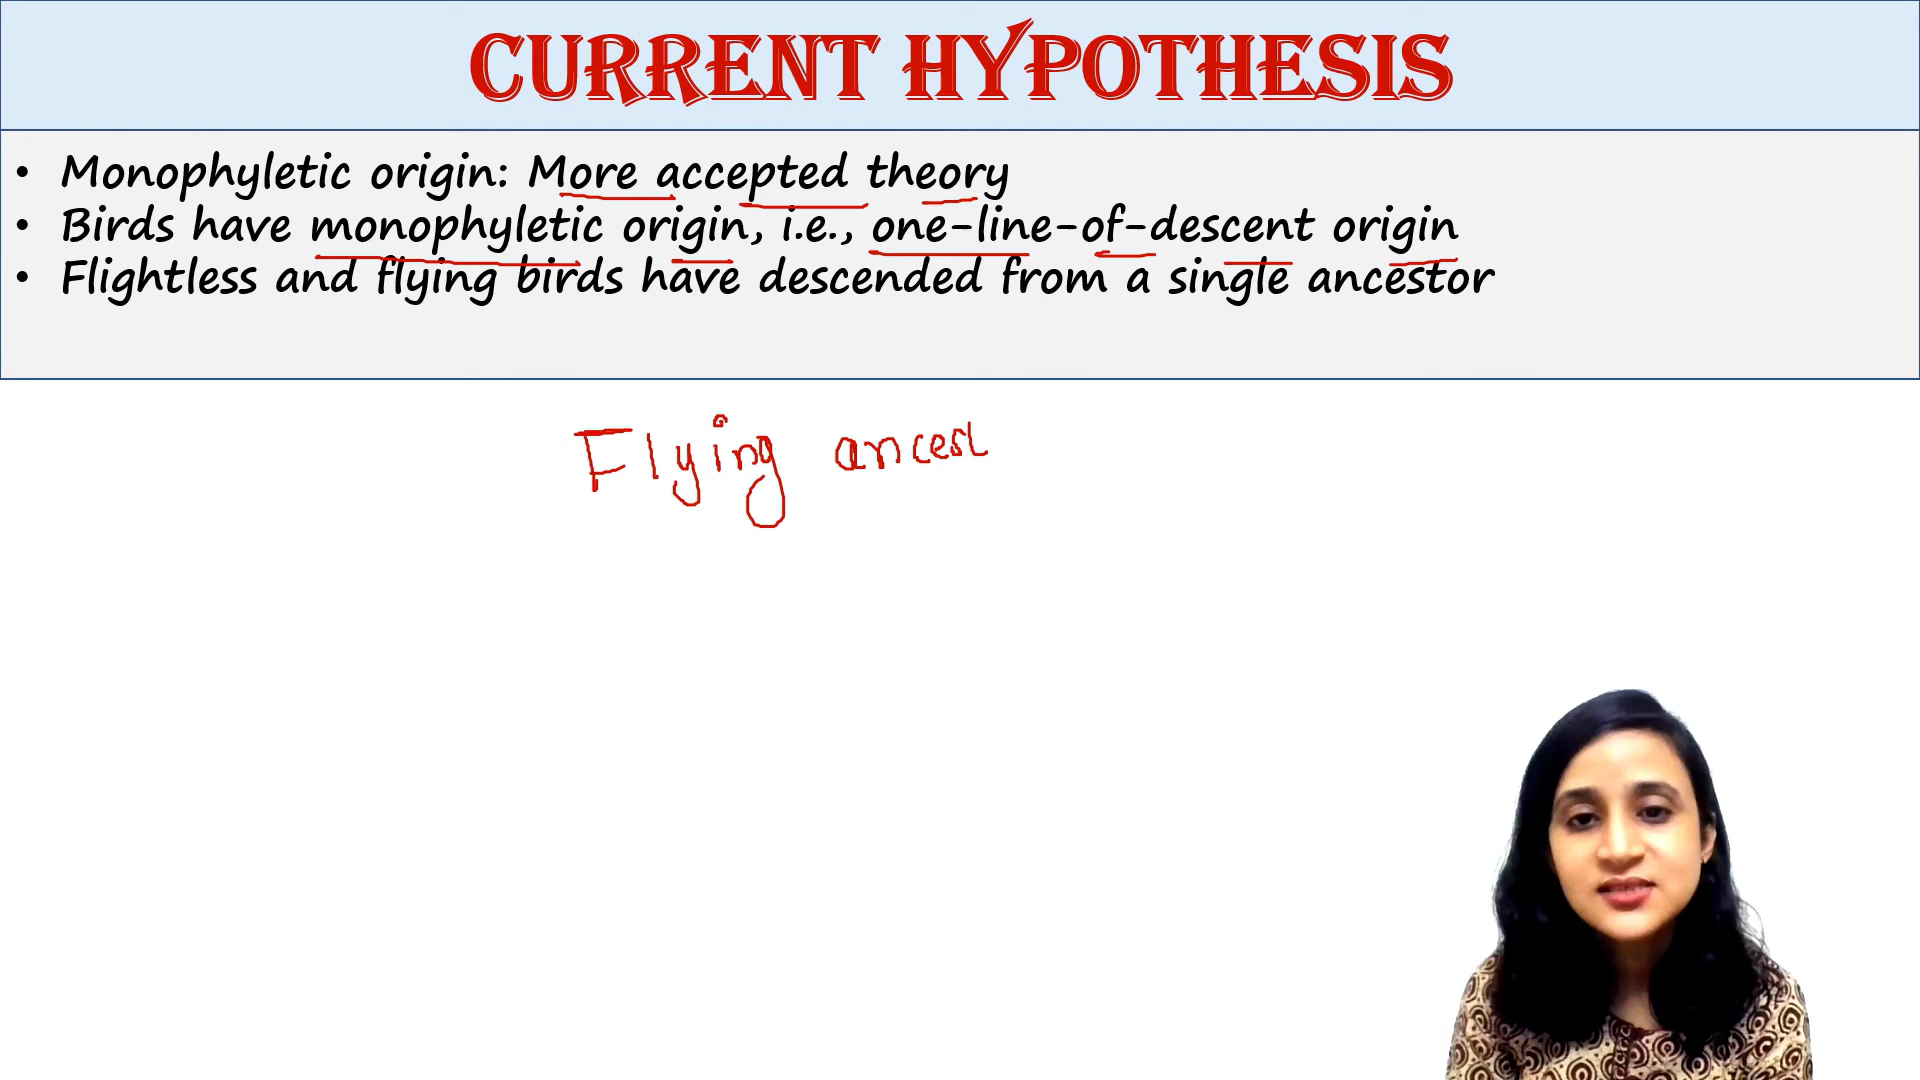 CURRENT HYPOTHESIS
• Monophyletic origin: More accepted theory
• Birds have monophyletic origin, i.e., one-line-of-descent origin
• Flightless and flying birds have descended from a single ancestor
Flying ancest